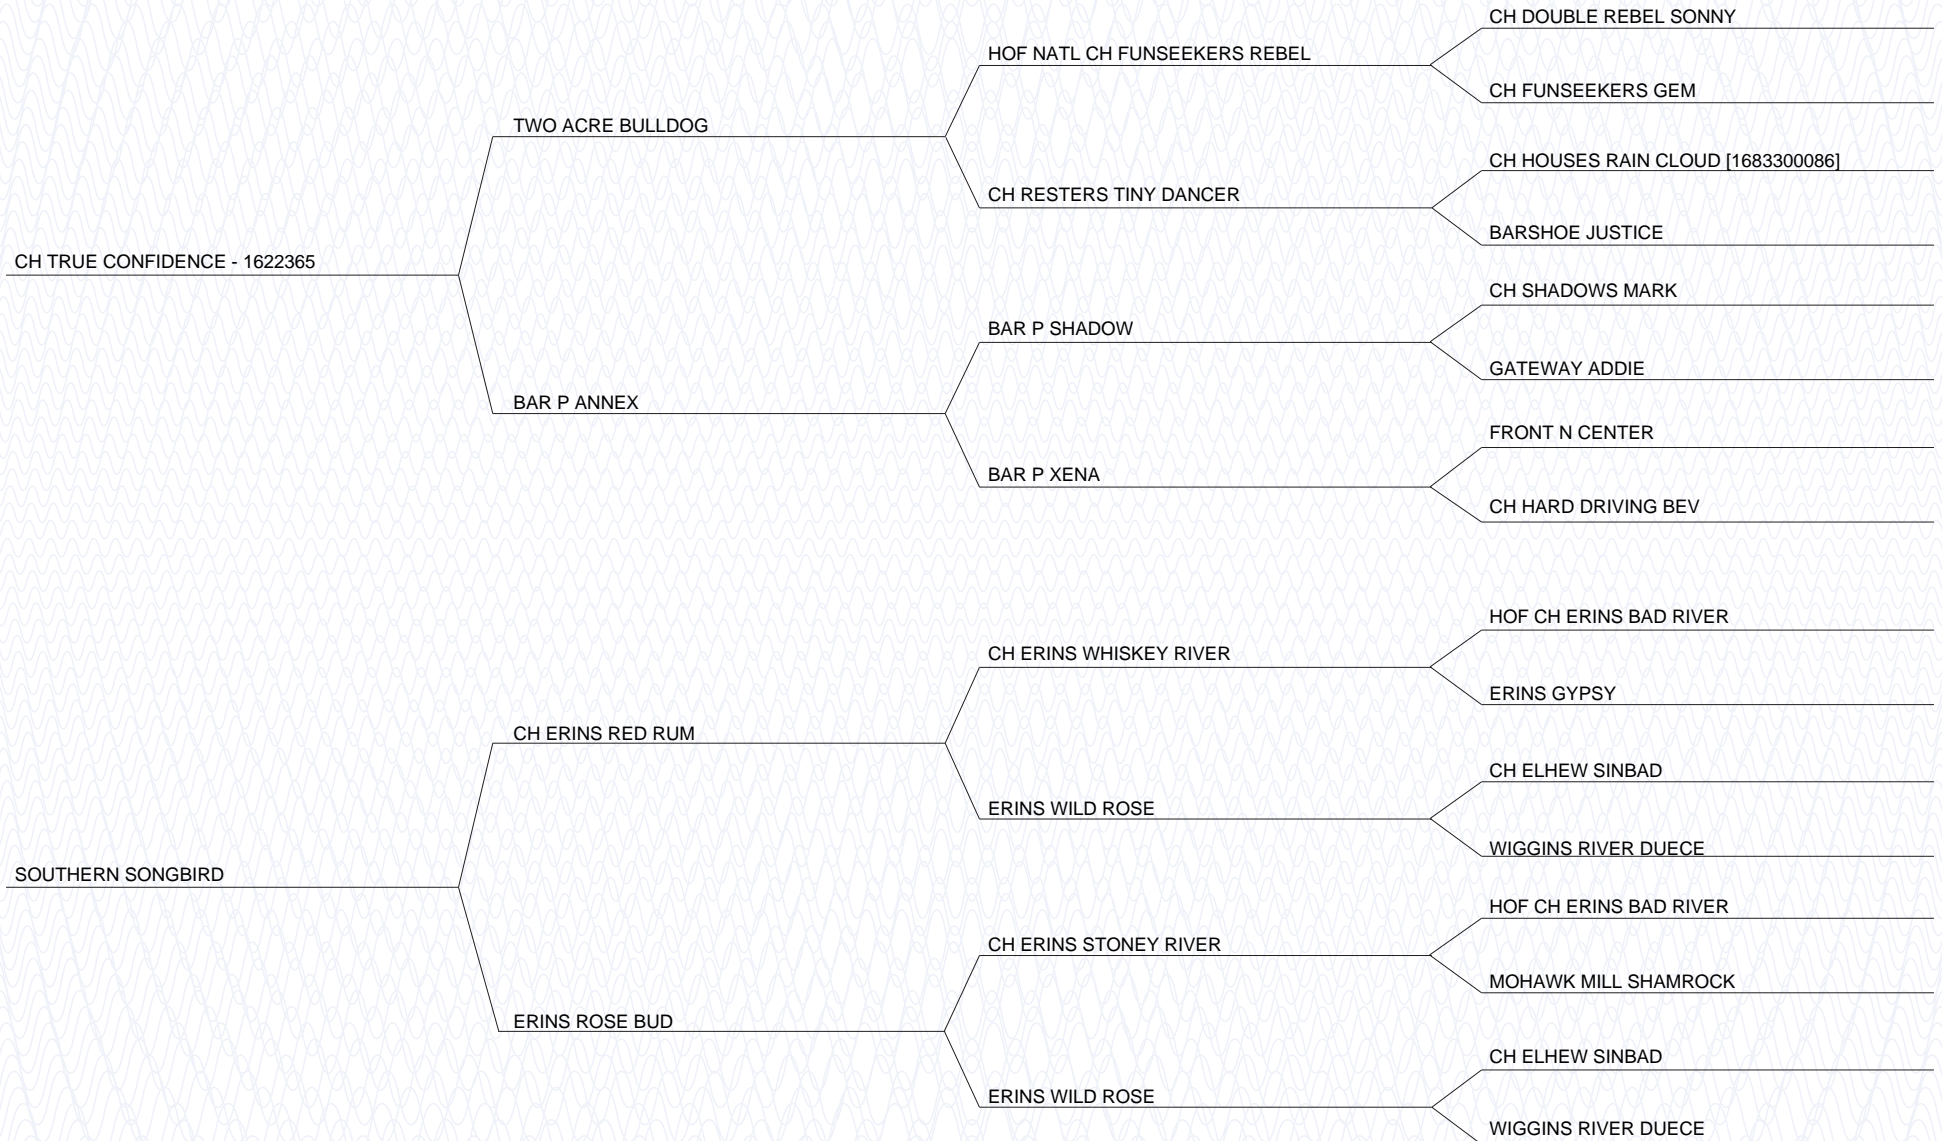 CH DOUBLE REBEL SONNY
HOF NATL CH FUNSEEKERS REBEL
CH FUNSEEKERS GEM
TWO ACRE BULLDOG
CH HOUSES RAIN CLOUD [1683300086]
CH RESTERS TINY DANCER
BARSHOE JUSTICE
CH TRUE CONFIDENCE - 1622365
CH SHADOWS MARK
BAR P SHADOW
GATEWAY ADDIE
BAR P ANNEX
FRONT N CENTER
BAR P XENA
CH HARD DRIVING BEV
HOF CH ERINS BAD RIVER
CH ERINS WHISKEY RIVER
ERINS GYPSY
CH ERINS RED RUM
CH ELHEW SINBAD
ERINS WILD ROSE
WIGGINS RIVER DUECE
SOUTHERN SONGBIRD
HOF CH ERINS BAD RIVER
CH ERINS STONEY RIVER
MOHAWK MILL SHAMROCK
ERINS ROSE BUD
CH ELHEW SINBAD
ERINS WILD ROSE
WIGGINS RIVER DUECE